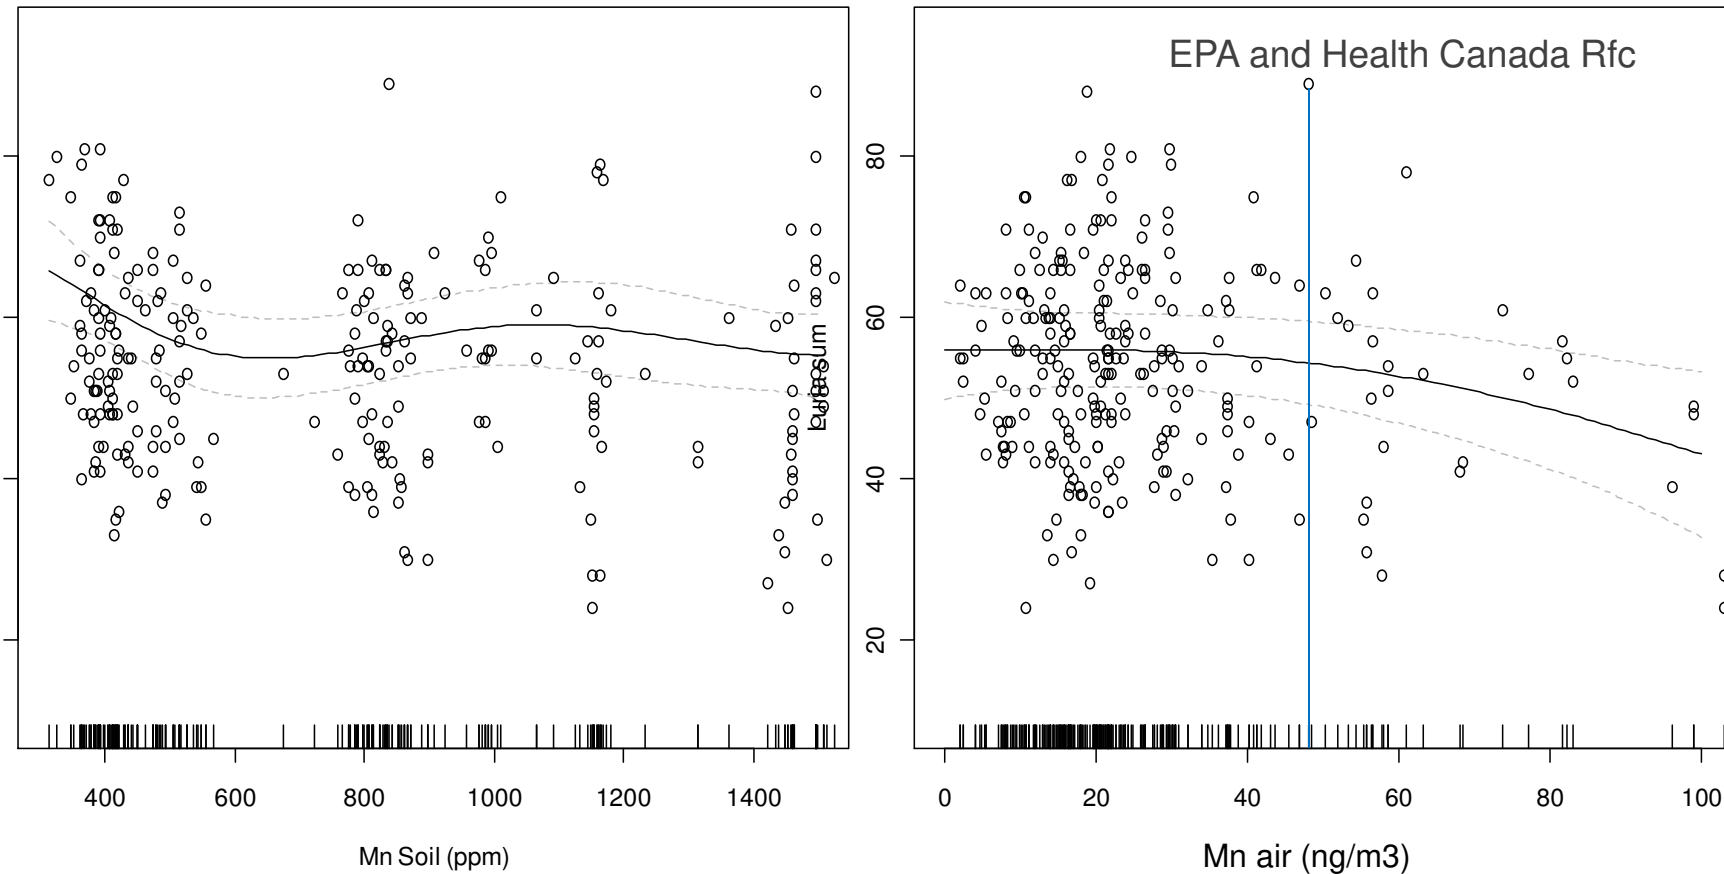 EPA and Health Canada Rfc
80
60
40
20
Luriasum
400 600 800 1000 1200 1400
0 20 40 60 80 100
Mn Soil (ppm)
Mn air (ng/m3)